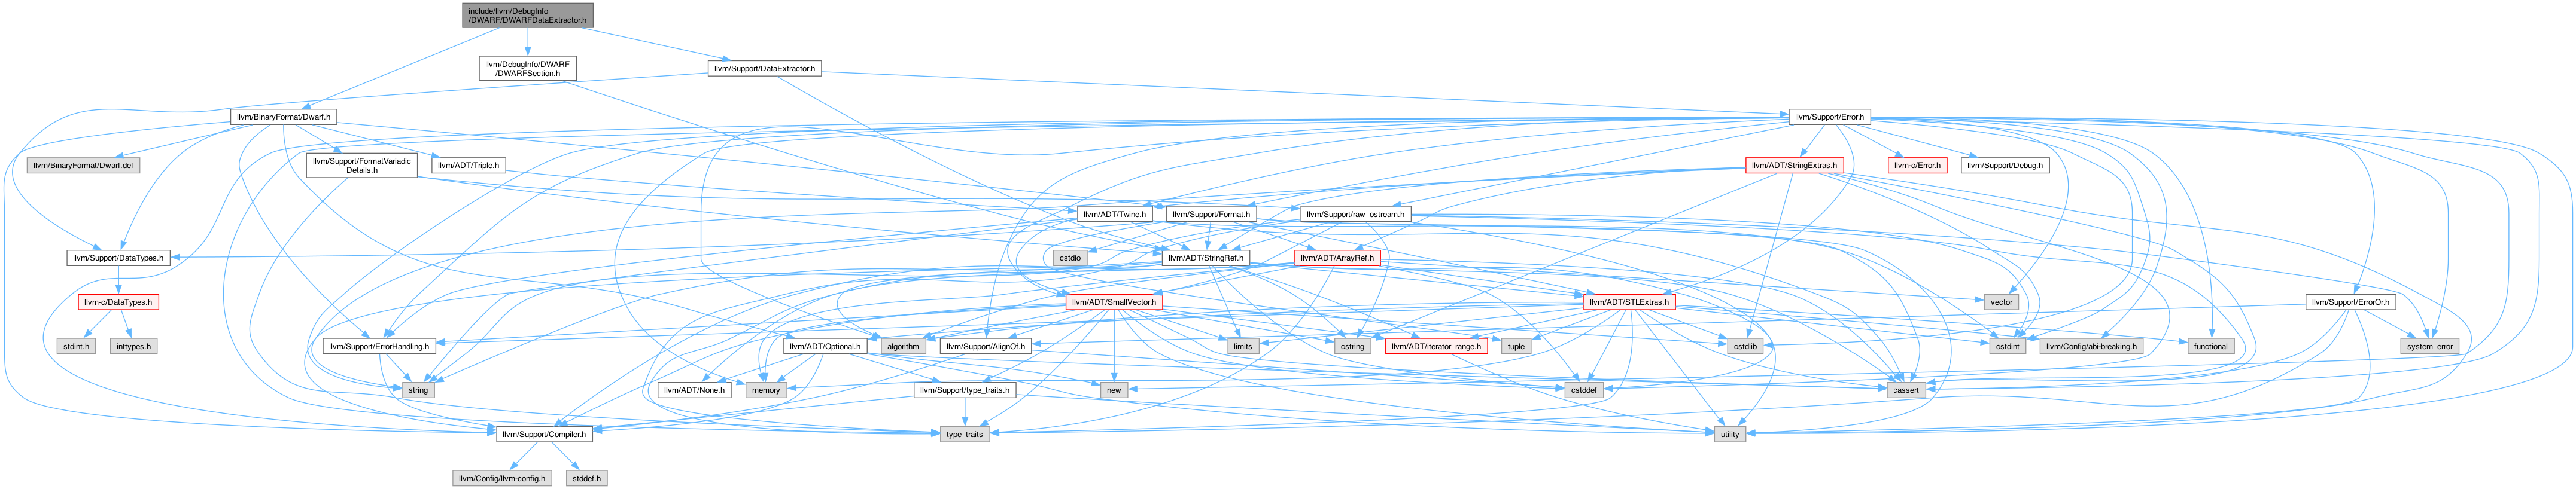 include/llvm/DebugInfo
/DWARF/DWARFDataExtractor.h
llvm/DebugInfo/DWARF
/DWARFSection.h
llvm/Support/DataExtractor.h
llvm/BinaryFormat/Dwarf.h
llvm/Support/Error.h
llvm/BinaryFormat/Dwarf.def
llvm/Support/FormatVariadic
Details.h
llvm/ADT/Triple.h
llvm/ADT/StringExtras.h
llvm-c/Error.h
llvm/Support/Debug.h
llvm/ADT/Twine.h
llvm/Support/Format.h
llvm/Support/raw_ostream.h
llvm/Support/DataTypes.h
cstdio
llvm/ADT/StringRef.h
llvm/ADT/ArrayRef.h
llvm-c/DataTypes.h
llvm/ADT/SmallVector.h
llvm/ADT/STLExtras.h
vector
llvm/Support/ErrorOr.h
stdint.h
inttypes.h
llvm/Support/ErrorHandling.h
llvm/ADT/Optional.h
algorithm
llvm/Support/AlignOf.h
limits
cstring
llvm/ADT/iterator_range.h
tuple
cstdlib
cstdint
llvm/Config/abi-breaking.h
functional
system_error
string
llvm/ADT/None.h
memory
llvm/Support/type_traits.h
new
cstddef
cassert
llvm/Support/Compiler.h
type_traits
utility
llvm/Config/llvm-config.h
stddef.h